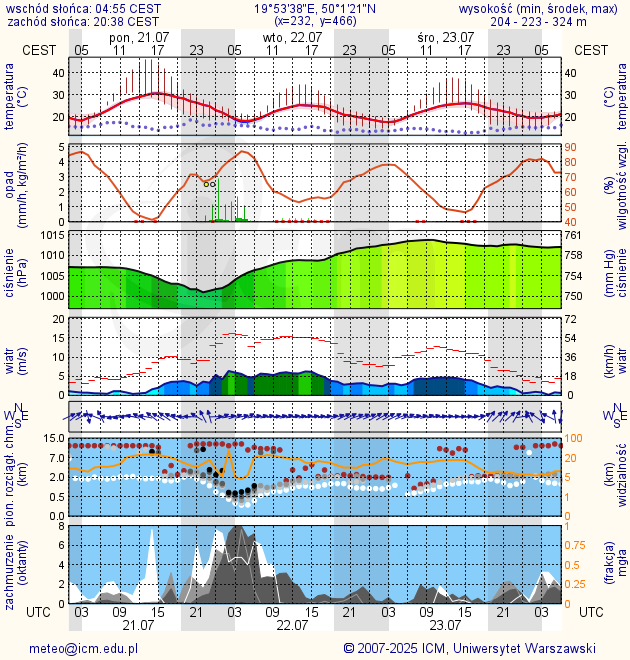 wschód słońca: 04:55 CEST 19°53'38"E, 50°1'21"N wysokość (min, środek, max)
zachód słońca: 20:38 CEST (x=232, y=466) 204 - 223 - 324 m
pon, 21.07 wto, 22.07 śro, 23.07
CEST 05 11 17 23 05 11 17 23 05 11 17 23 05 CEST
temperatura (°C)
40 30 20
40 30 20
temperatura (°C)
opad (mm/h, kg/m²/h)
5 4 3 2 1 0
90 80 70 60 50 40
(%) wilgotność wzgl.
ciśnienie (hPa)
1015 1010 1005 1000
761 758 754 750
(mm Hg) ciśnienie
wiatr (m/s)
20 15 10 5 0
72 54 36 18 0
(km/h) wiatr
N W E S
N W E S
pion. rozciągł. chm. (km)
15.0 7.0 2.0 0.5 0.0
100 20 5 1 0
(km) widzialność
zachmurzenie (oktanty)
8 6 4 2 0
1 0.75 0.5 0.25 0
(frakcja) mgła
UTC 03 09 15 21 03 09 15 21 03 09 15 21 03 UTC
21.07 22.07 23.07
meteo@icm.edu.pl © 2007-2025 ICM, Uniwersytet Warszawski